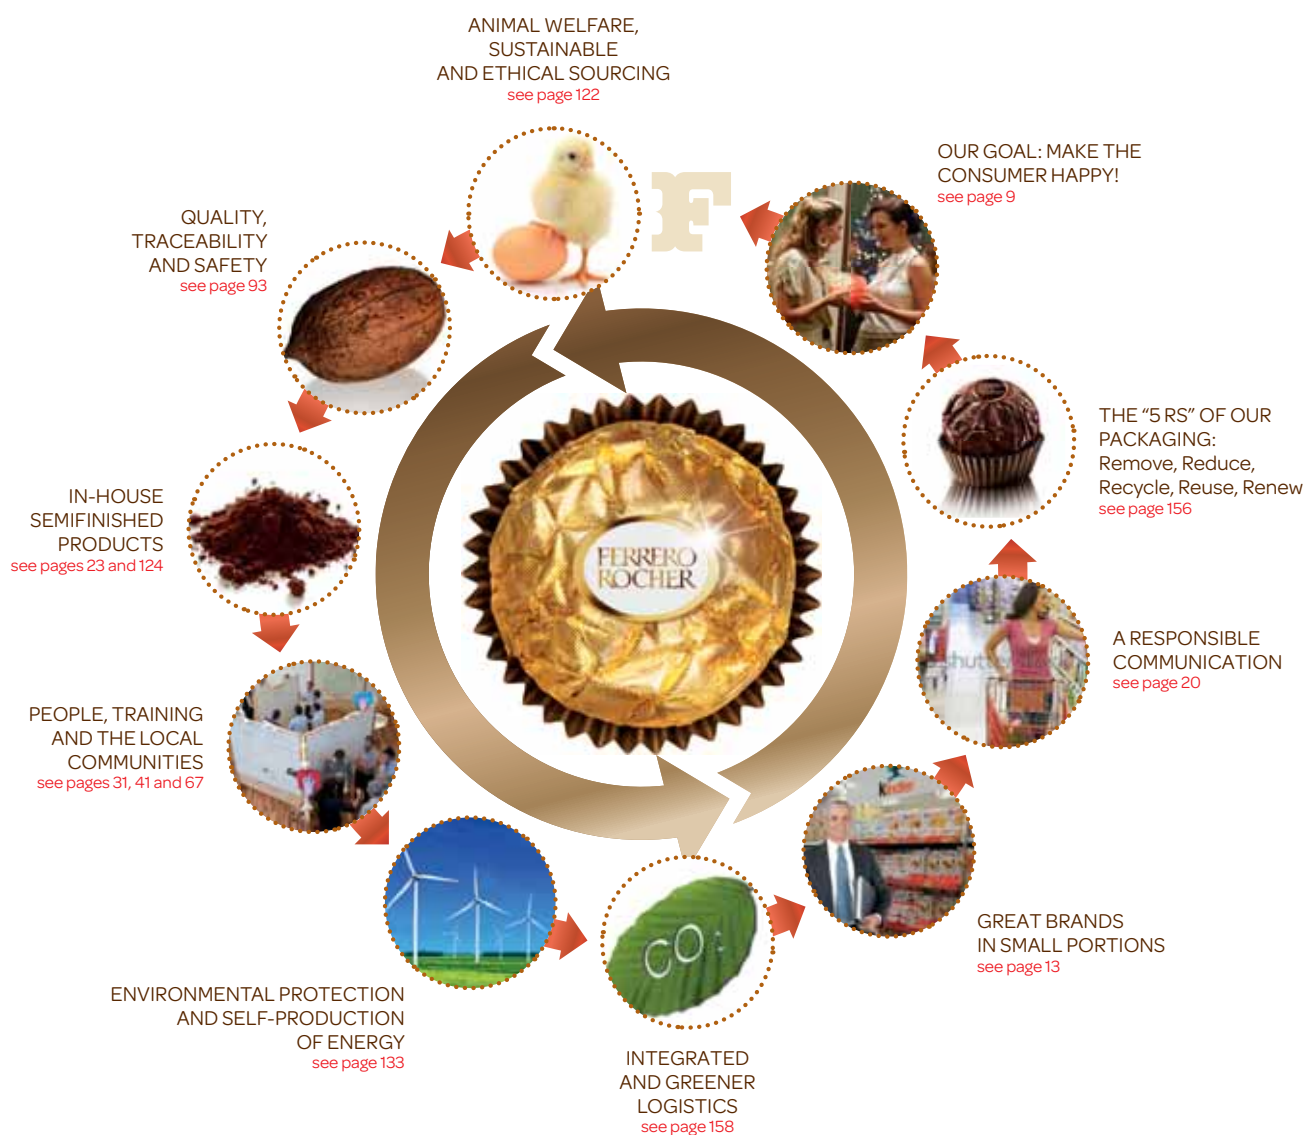 ANIMAL WELFARE,
SUSTAINABLE
AND ETHICAL SOURCING
see page 122
F
QUALITY,
TRACEABILITY
AND SAFETY
see page 93
IN-HOUSE
SEMIFINISHED
PRODUCTS
see pages 23 and 124
PEOPLE, TRAINING
AND THE LOCAL
COMMUNITIES
see pages 31, 41 and 67
ENVIRONMENTAL PROTECTION
AND SELF-PRODUCTION
OF ENERGY
see page 133
CO2
INTEGRATED
AND GREENER
LOGISTICS
see page 158
Kinder
GREAT BRANDS
IN SMALL PORTIONS
see page 13
A RESPONSIBLE
COMMUNICATION
see page 20
THE “5 RS” OF OUR
PACKAGING:
Remove, Reduce,
Recycle, Reuse, Renew
see page 156
OUR GOAL: MAKE THE
CONSUMER HAPPY!
see page 9
FERRERO
ROCHER